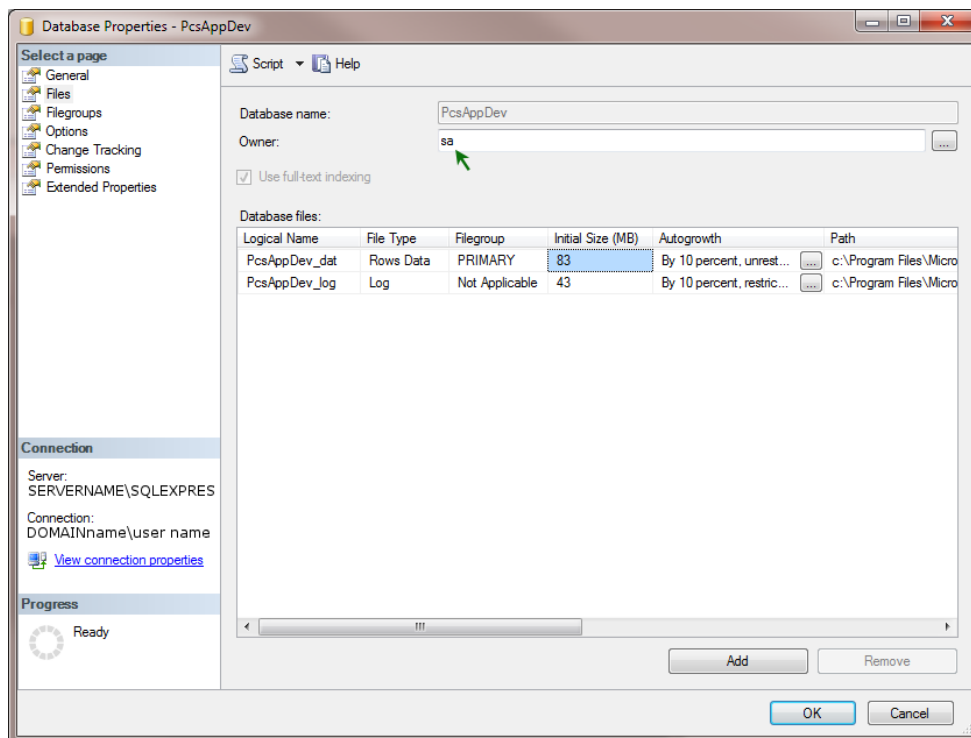 Database Properties - PcsAppDev
Select a page
General
Files
Filegroups
Options
Change Tracking
Permissions
Extended Properties
Script Help
Database name: PcsAppDev
Owner: sa ...
Use full-text indexing
Database files:
Logical Name File Type Filegroup Initial Size (MB) Autogrowth Path
PcsAppDev_dat Rows Data PRIMARY 83 By 10 percent, unrest... ... c:\Program Files\Micro
PcsAppDev_log Log Not Applicable 43 By 10 percent, restric... ... c:\Program Files\Micro
Connection
Server:
SERVERNAME\SQLEXPRES
Connection:
DOMAINname\user name
View connection properties
Progress
Ready
Add Remove
OK Cancel